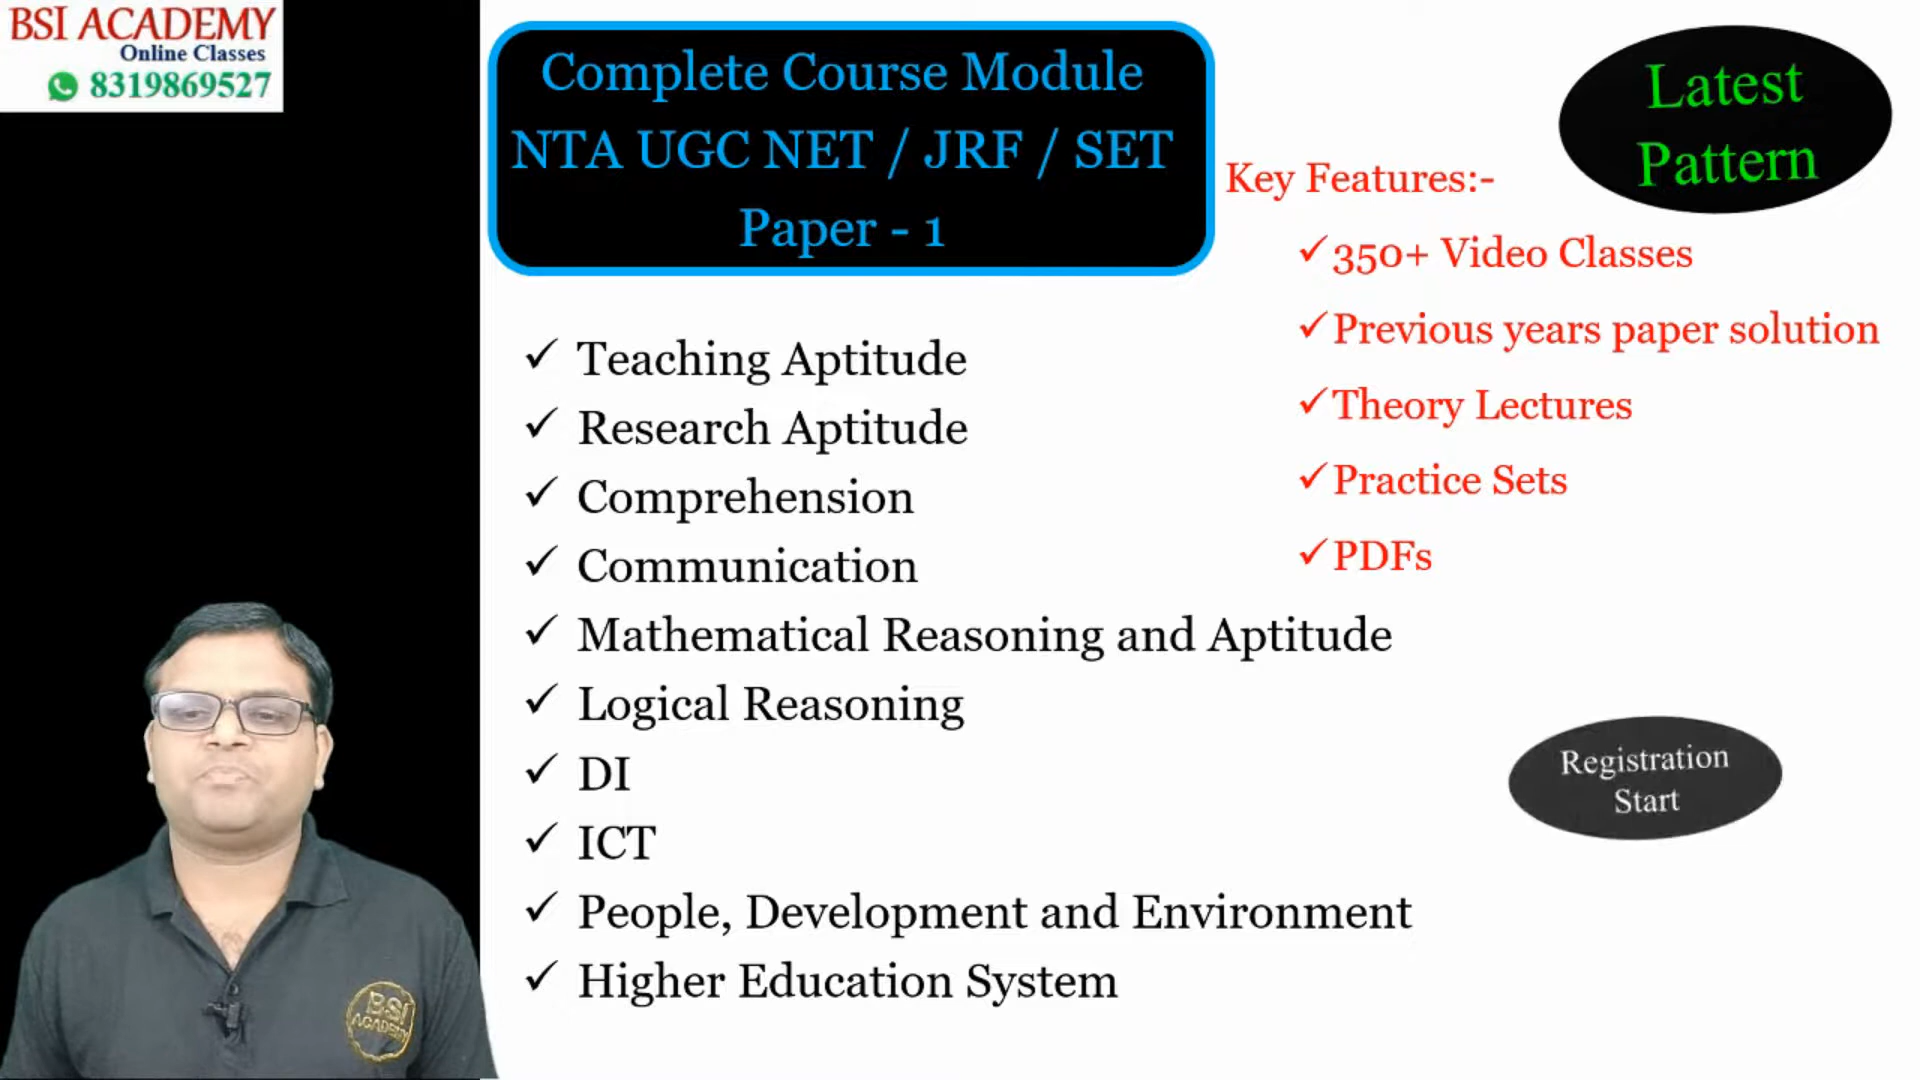 BSI ACADEMY
Online Classes
8319869527
Complete Course Module
NTA UGC NET / JRF / SET
Paper - 1
Latest
Pattern
Key Features:-
✓350+ Video Classes
✓Previous years paper solution
✓Theory Lectures
✓Practice Sets
✓PDFs
✓ Teaching Aptitude
✓ Research Aptitude
✓ Comprehension
✓ Communication
✓ Mathematical Reasoning and Aptitude
✓ Logical Reasoning
✓ DI
✓ ICT
✓ People, Development and Environment
✓ Higher Education System
Registration
Start
BSI
ACADEMY